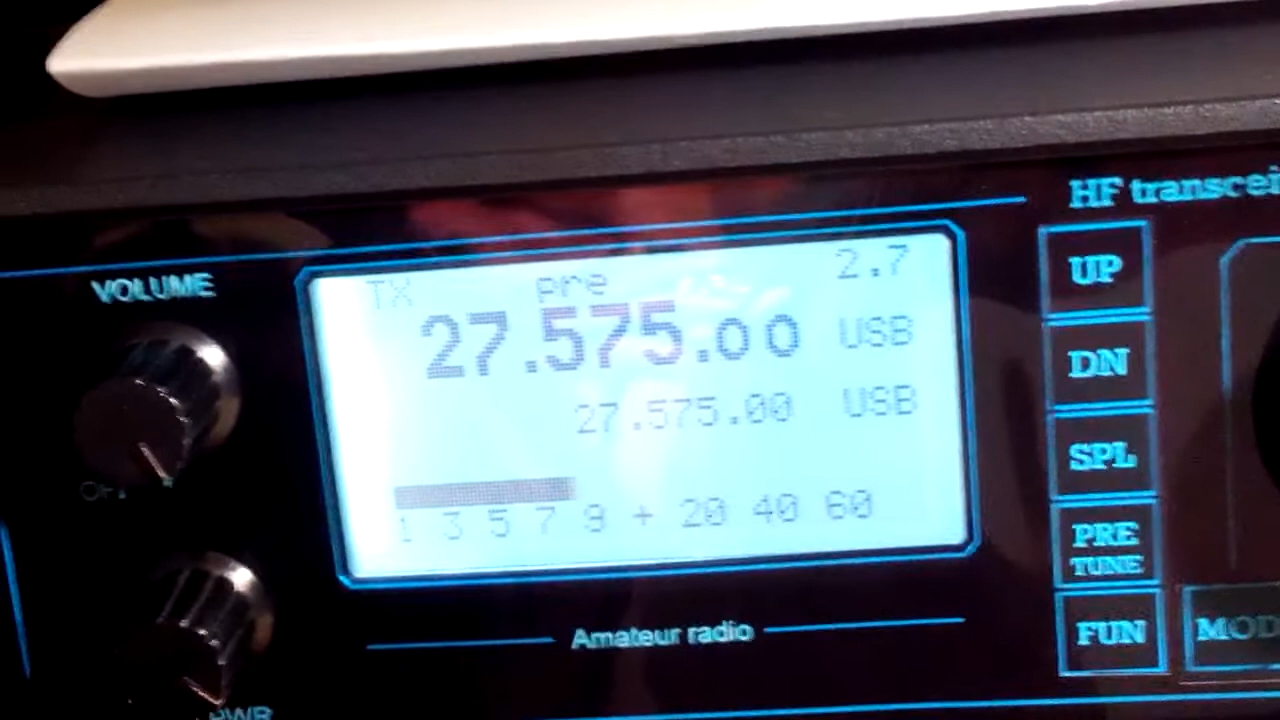 HF transcei
VOLUME
TX pre 2.7
27.575.00 USB
27.575.00 USB
1 3 5 7 9 + 20 40 60
UP
DN
SPL
PRE
TUNE
FUN
MOD
Amateur radio
PWR